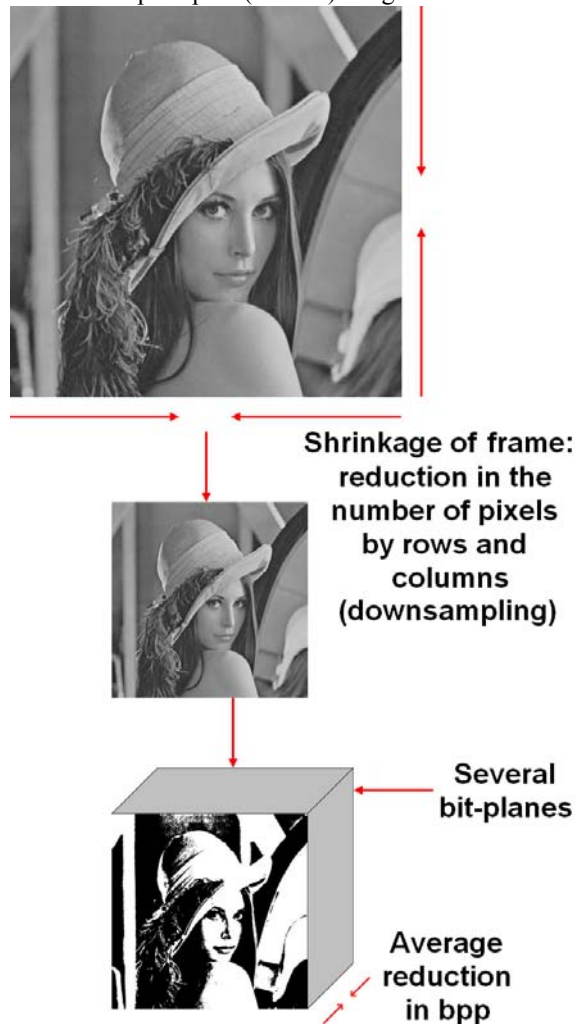 Shrinkage of frame:
reduction in the
number of pixels
by rows and
columns
(downsampling)
Several
bit-planes
Average
reduction
in bpp